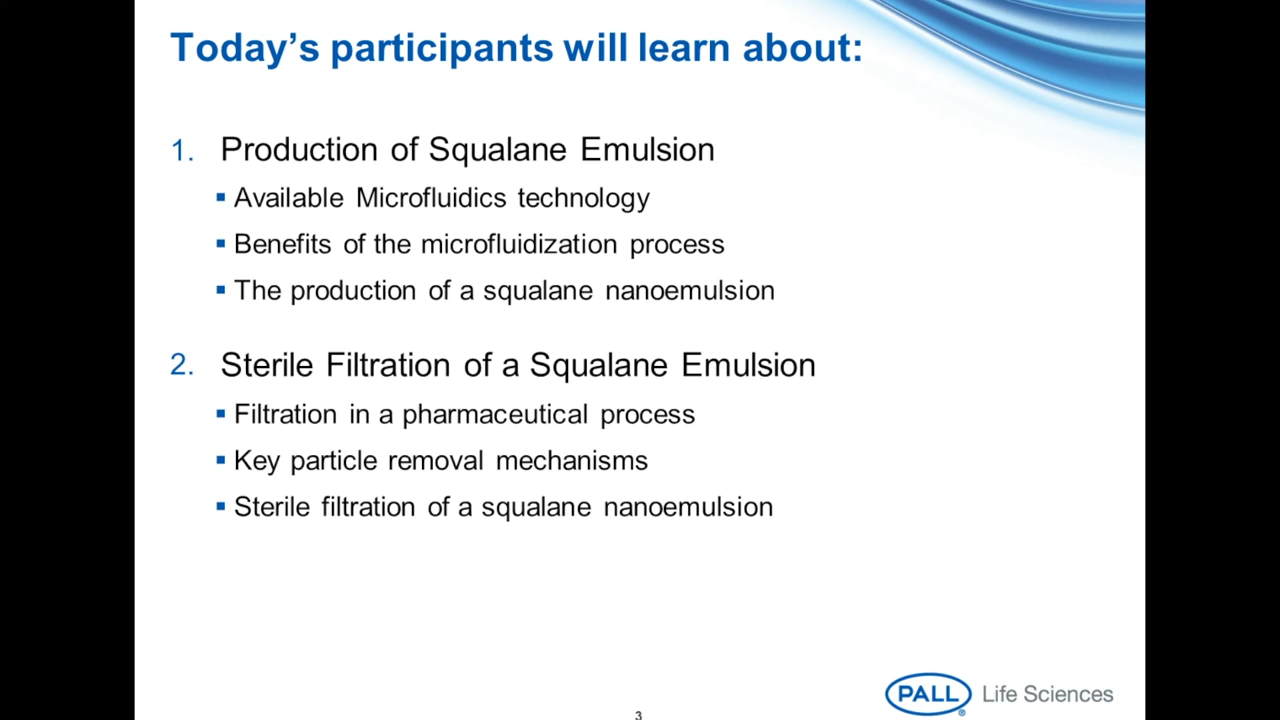 Today’s participants will learn about:
1. Production of Squalane Emulsion
▪ Available Microfluidics technology
▪ Benefits of the microfluidization process
▪ The production of a squalane nanoemulsion
2. Sterile Filtration of a Squalane Emulsion
▪ Filtration in a pharmaceutical process
▪ Key particle removal mechanisms
▪ Sterile filtration of a squalane nanoemulsion
PALL® Life Sciences
3